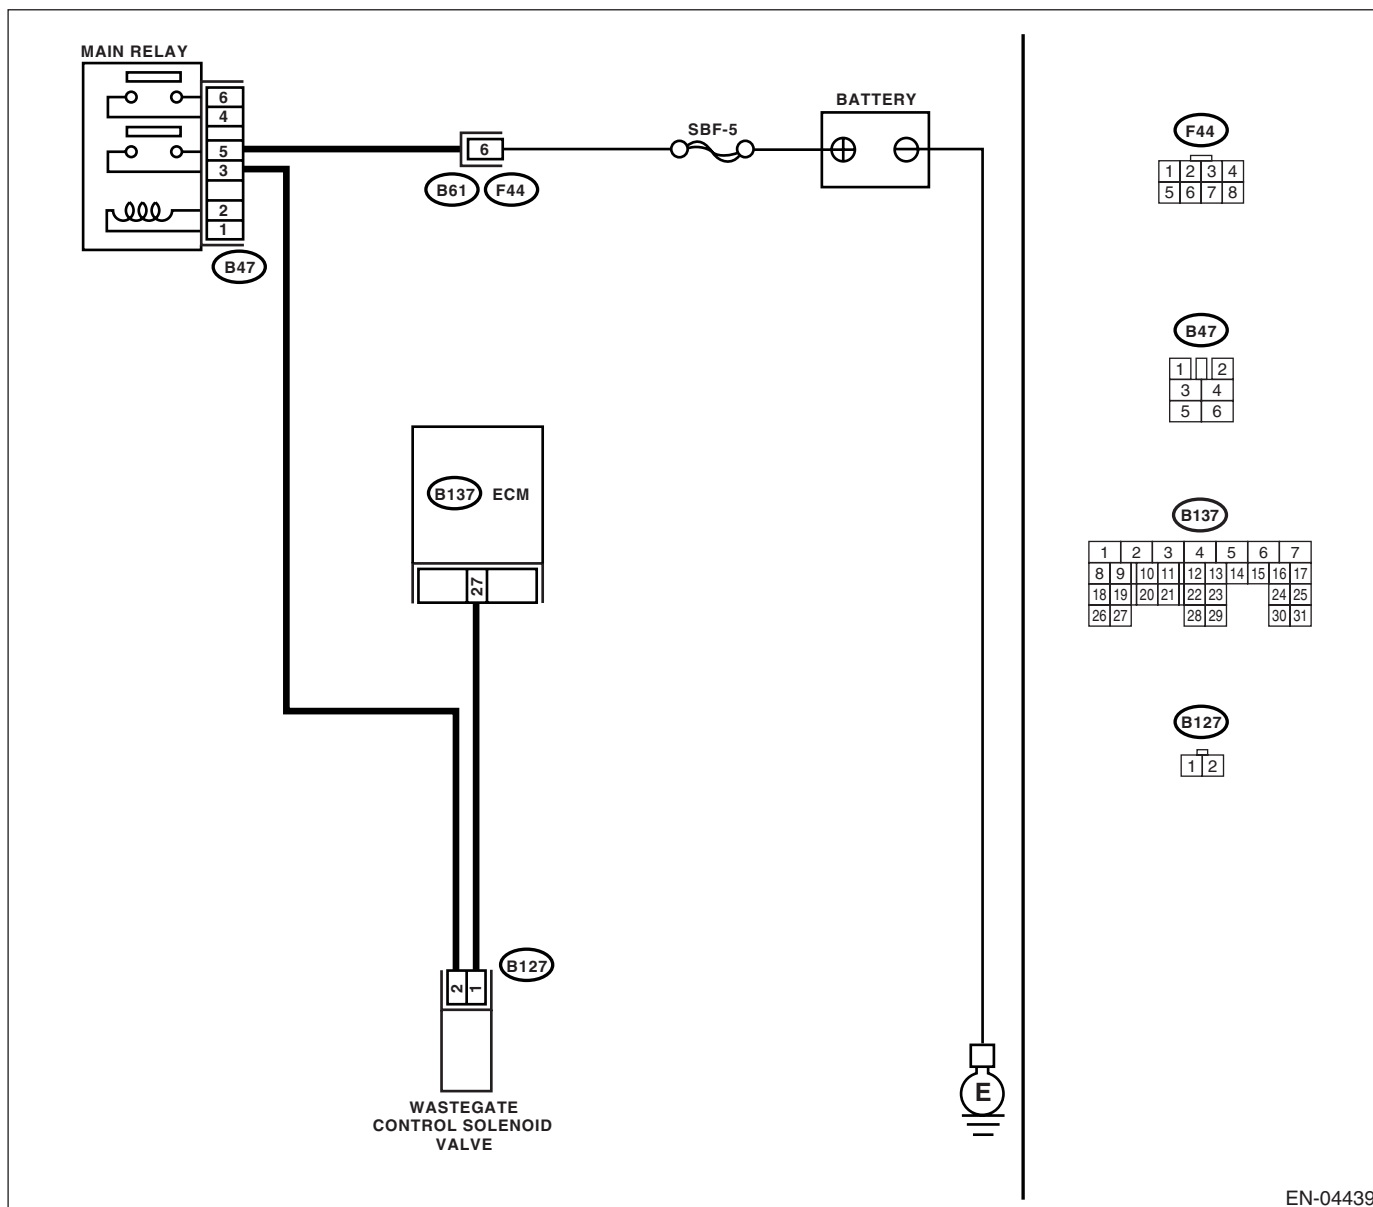 MAIN RELAY
6
4
5
3
2
1
B47
6
B61 F44
SBF-5
BATTERY
B137 ECM
27
B127
2 1
WASTEGATE
CONTROL SOLENOID
VALVE
E
F44
1 2 3 4
5 6 7 8
B47
1 2
3 4
5 6
B137
1 2 3 4 5 6 7
8 9 10 11 12 13 14 15 16 17
18 19 20 21 22 23 24 25
26 27 28 29 30 31
B127
1 2
EN-04439